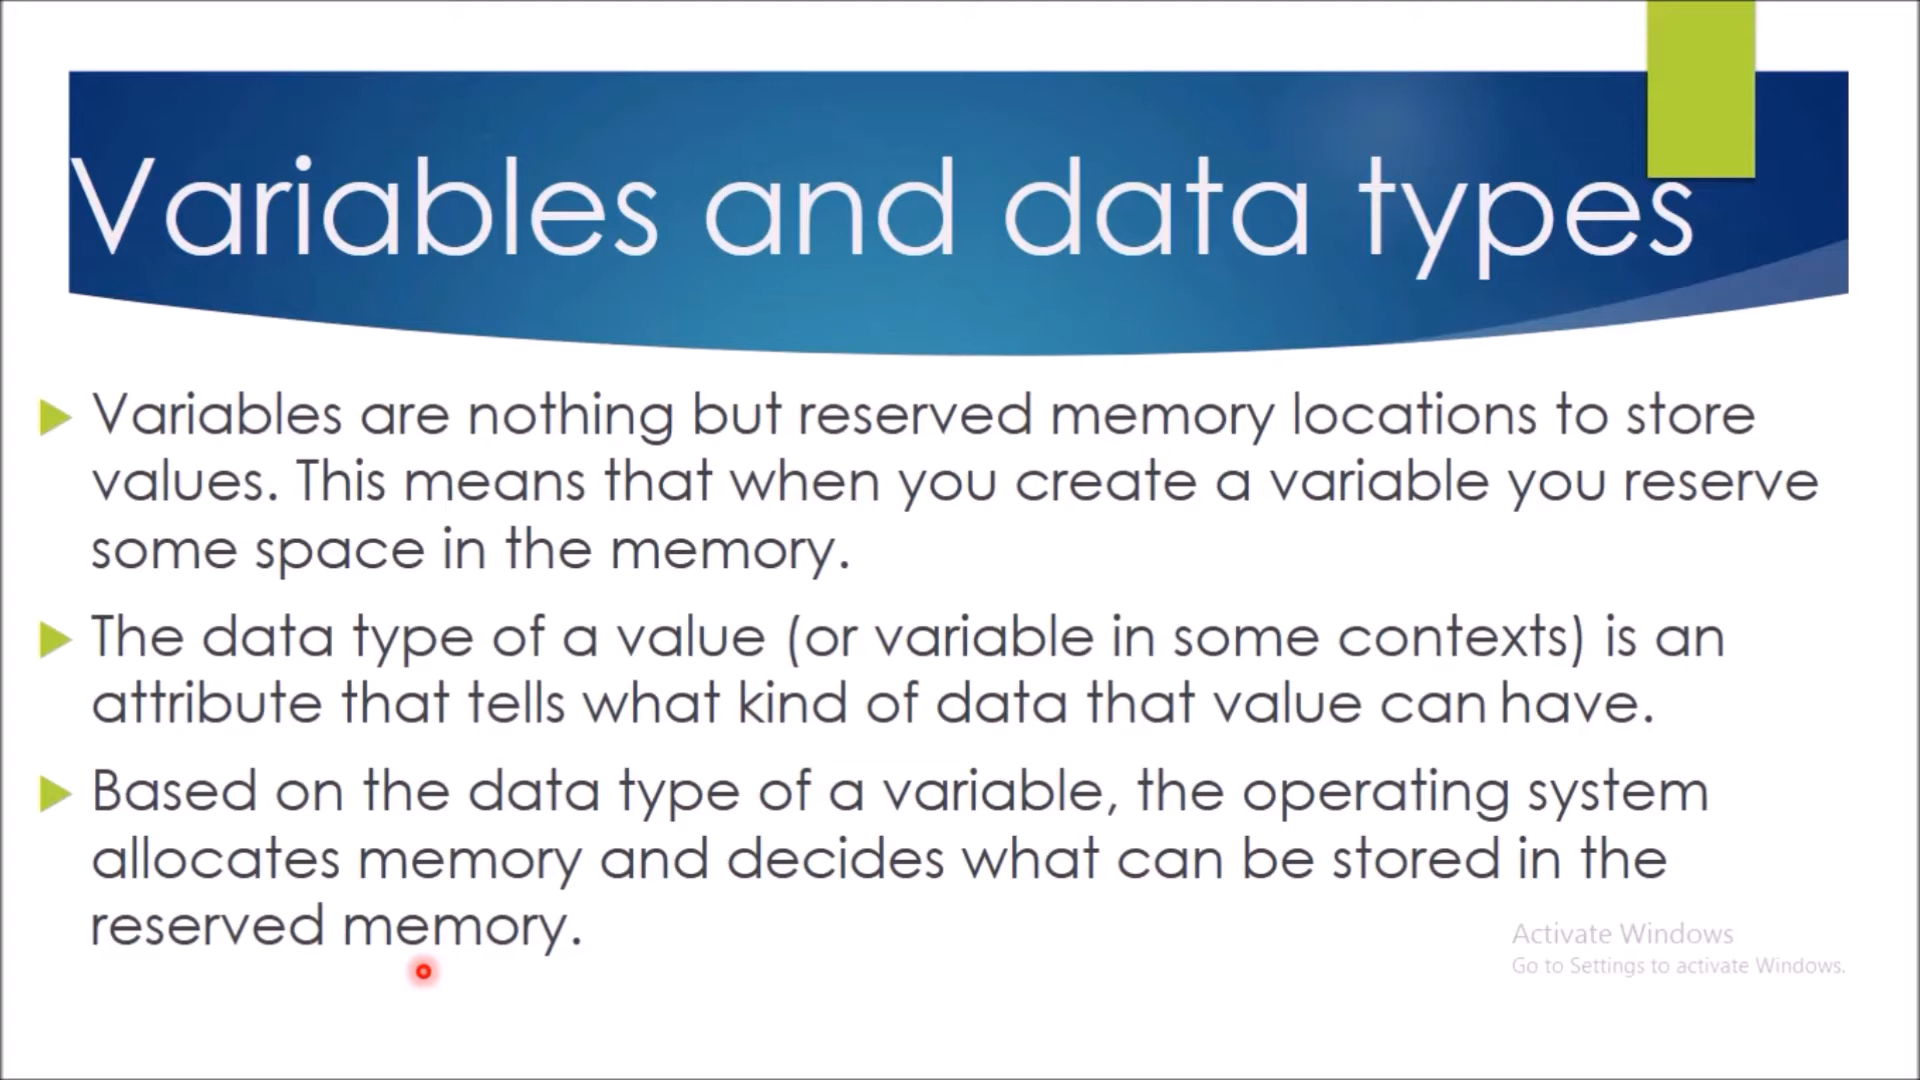 Variables and data types
Variables are nothing but reserved memory locations to store
values. This means that when you create a variable you reserve
some space in the memory.
The data type of a value (or variable in some contexts) is an
attribute that tells what kind of data that value can have.
Based on the data type of a variable, the operating system
allocates memory and decides what can be stored in the
reserved memory.
Activate Windows
Go to Settings to activate Windows.